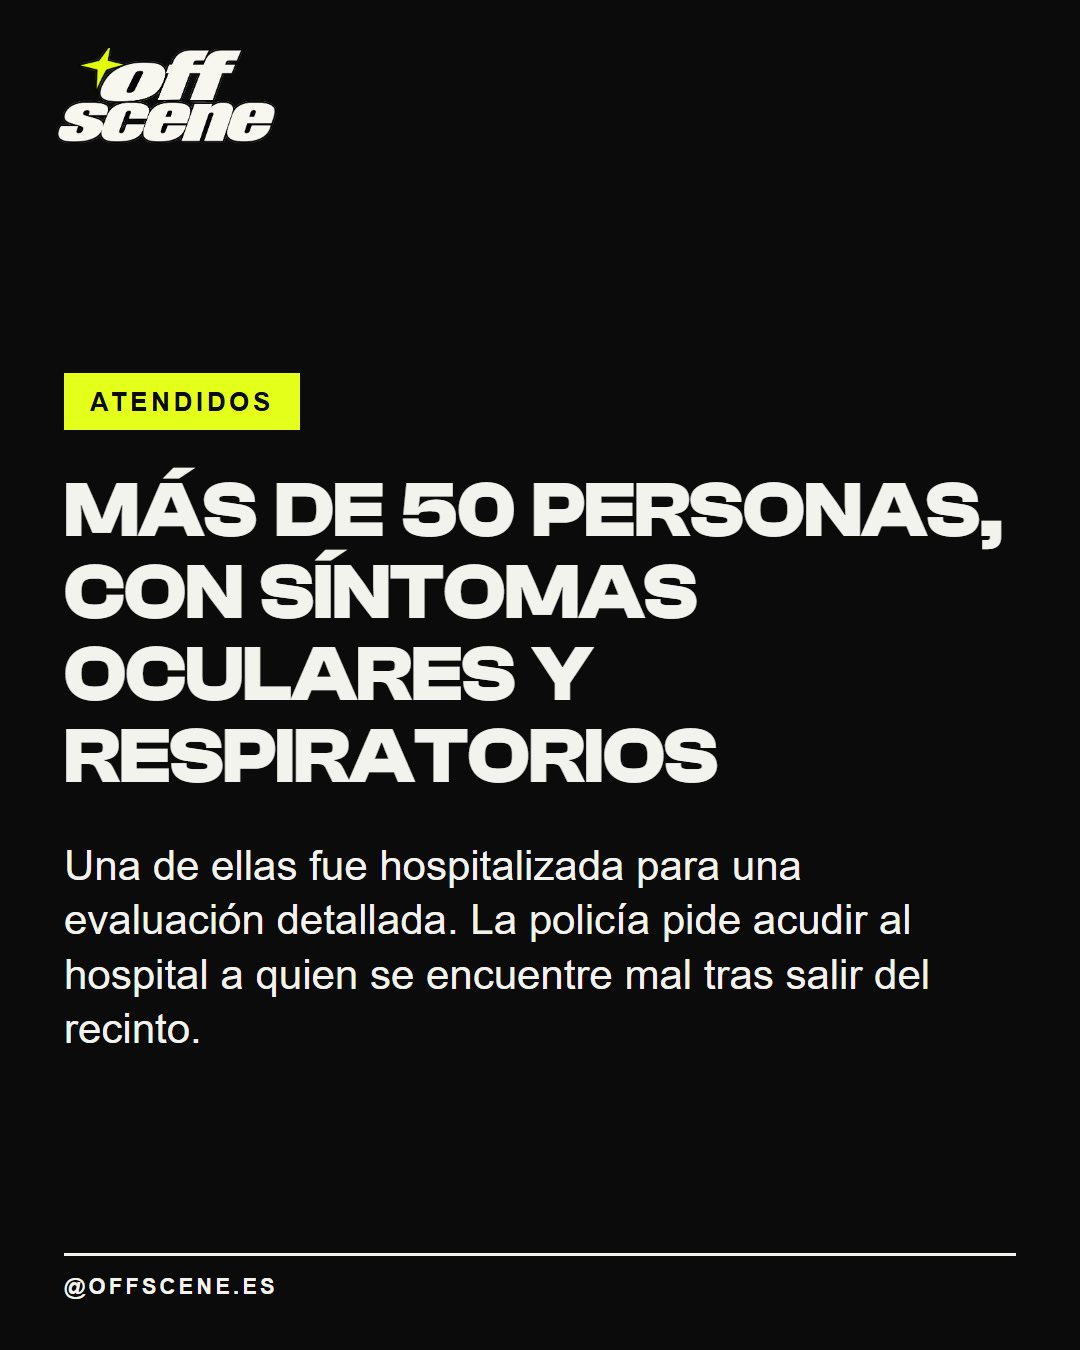 off
scene
ATENDIDOS
MÁS DE 50 PERSONAS,
CON SÍNTOMAS
OCULARES Y
RESPIRATORIOS
Una de ellas fue hospitalizada para una
evaluación detallada. La policía pide acudir al
hospital a quien se encuentre mal tras salir del
recinto.
@OFFSCENE.ES